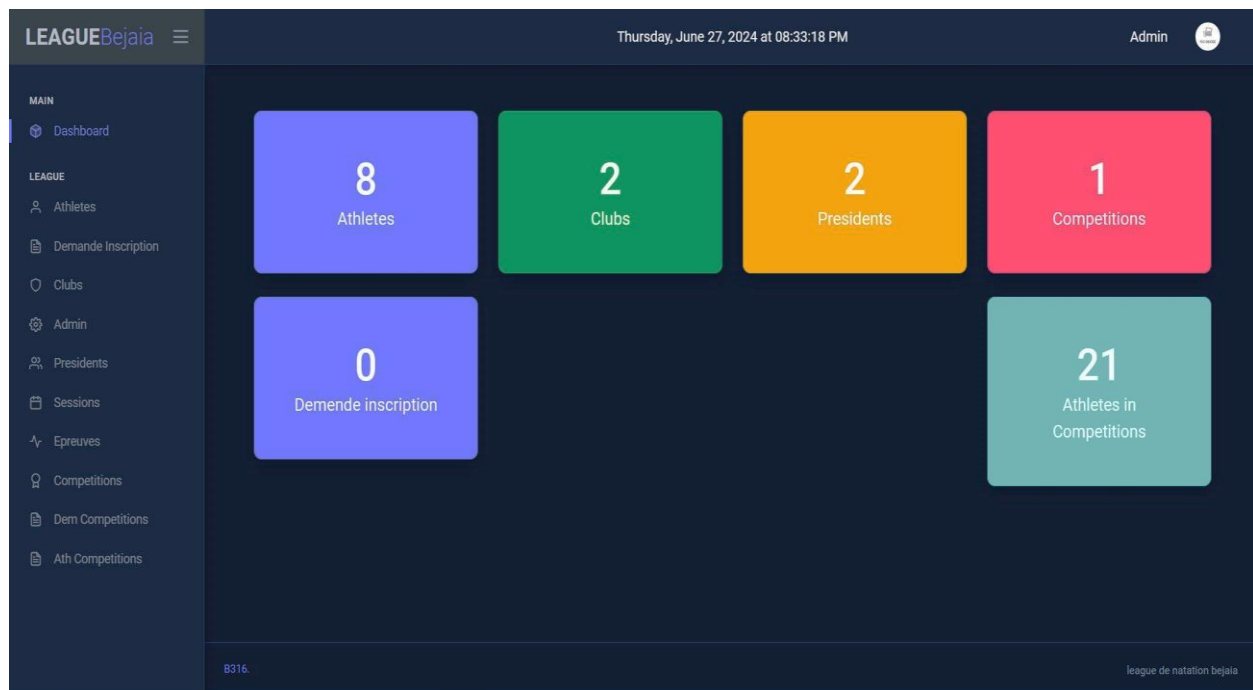 LEAGUEBejaia
Thursday, June 27, 2024 at 08:33:18 PM
Admin
MAIN
Dashboard
LEAGUE
Athletes
Demande Inscription
Clubs
Admin
Presidents
Sessions
Epreuves
Competitions
Dem Competitions
Ath Competitions
8
Athletes
2
Clubs
2
Presidents
1
Competitions
0
Demende inscription
21
Athletes in
Competitions
B316.
league de natation bejaia